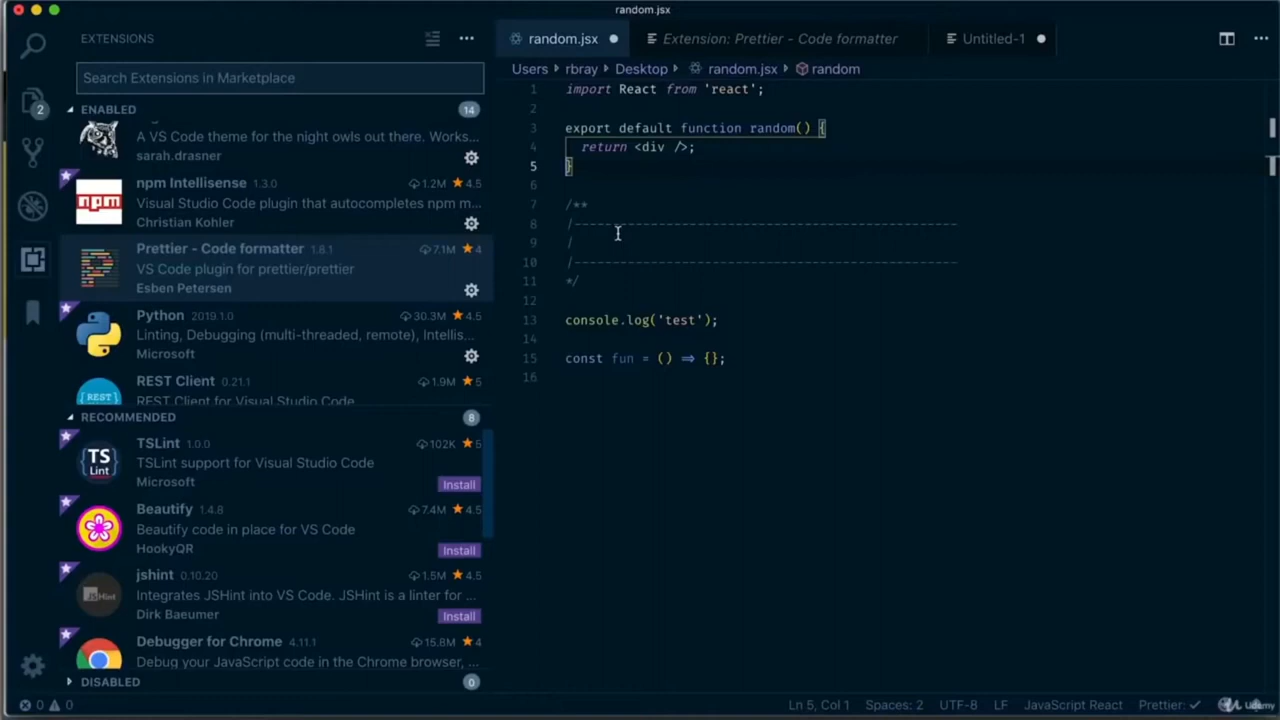 random.jsx
EXTENSIONS
Search Extensions in Marketplace
ENABLED 14
A VS Code theme for the night owls out there. Works...
sarah.drasner
npm Intellisense 1.3.0 1.2M 4.5
Visual Studio Code plugin that autocompletes npm m...
Christian Kohler
Prettier - Code formatter 1.8.1 7.1M 4
VS Code plugin for prettier/prettier
Esben Petersen
Python 2019.1.0 30.3M 4.5
Linting, Debugging (multi-threaded, remote), Intellis...
Microsoft
REST Client 0.21.1 1.9M 5
REST Client for Visual Studio Code
RECOMMENDED 8
TSLint 1.0.0 102K 5
TSLint support for Visual Studio Code
Microsoft Install
Beautify 1.4.8 7.4M 4.5
Beautify code in place for VS Code
HookyQR Install
jshint 0.10.20 1.5M 4.5
Integrates JSHint into VS Code. JSHint is a linter for ...
Dirk Baeumer Install
Debugger for Chrome 4.11.1 15.8M 4
Debug your JavaScript code in the Chrome browser, ...
DISABLED 0
2
npm
{REST}
TS
Lint
JSHint
random.jsx Extension: Prettier - Code formatter Untitled-1
Users rbray Desktop random.jsx random
1 import React from 'react';
2
3 export default function random() {
4 return <div />;
5 }
6
7 /**
8 /--------------------------------------------------
9 /
10 /--------------------------------------------------
11 */
12
13 console.log('test');
14
15 const fun = () => {};
16
0 0 Ln 5, Col 1 Spaces: 2 UTF-8 LF JavaScript React Prettier: ✓
Udemy